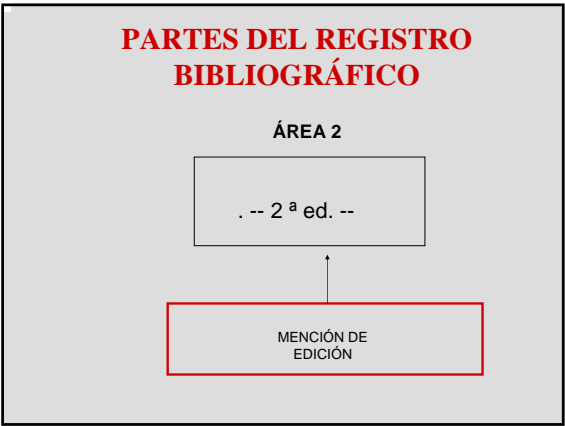 PARTES DEL REGISTRO
BIBLIOGRÁFICO
ÁREA 2
. -- 2 ª ed. --
MENCIÓN DE
EDICIÓN